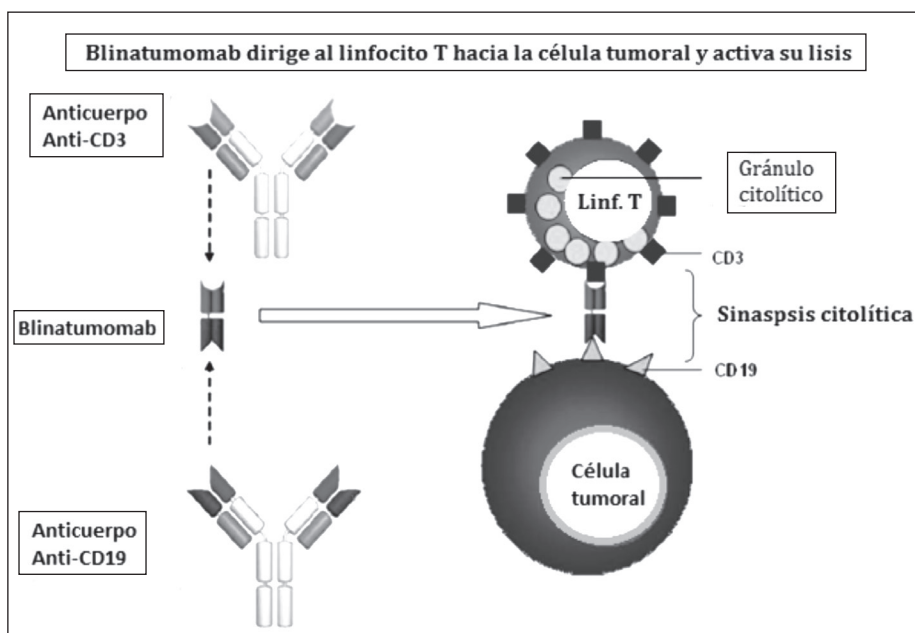 Blinatumomab dirige al linfocito T hacia la célula tumoral y activa su lisis
Anticuerpo
Anti-CD3
Gránulo
citolítico
Linf. T
CD3
Blinatumomab
Sinaspsis citolítica
CD19
Célula
tumoral
Anticuerpo
Anti-CD19